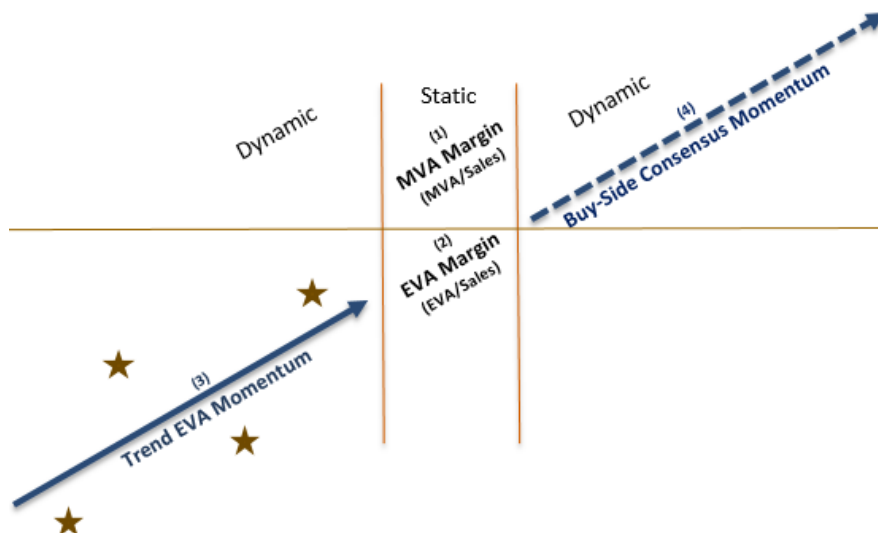 Dynamic
Static
Dynamic
(1)
MVA Margin
(MVA/Sales)
(4)
Buy-Side Consensus Momentum
(2)
EVA Margin
(EVA/Sales)
(3)
Trend EVA Momentum